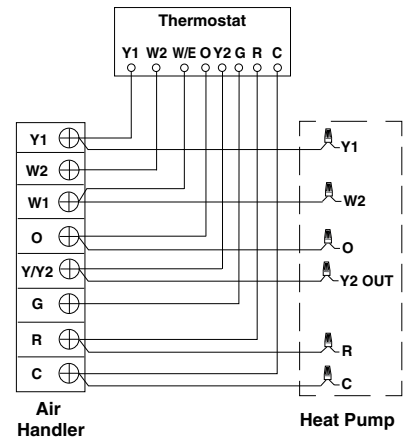 Thermostat
Y1 W2 W/E O Y2 G R C
Y1
W2
W1
O
Y/Y2
G
R
C
Air
Handler
Y1
W2
O
Y2 OUT
R
C
Heat Pump